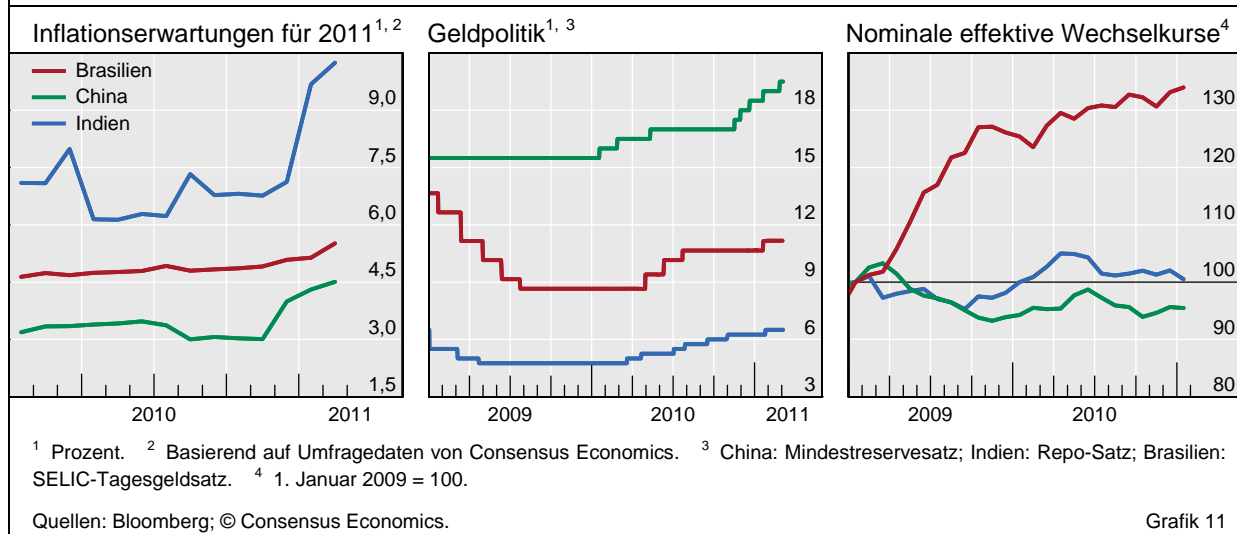 Inflationserwartungen für 2011¹˒ ²
Brasilien
China
Indien
9,0
7,5
6,0
4,5
3,0
1,5
2010
2011
Geldpolitik¹˒ ³
18
15
12
9
6
3
2009
2010
2011
Nominale effektive Wechselkurse⁴
130
120
110
100
90
80
2009
2010
¹ Prozent. ² Basierend auf Umfragedaten von Consensus Economics. ³ China: Mindestreservesatz; Indien: Repo-Satz; Brasilien:
SELIC-Tagesgeldsatz. ⁴ 1. Januar 2009 = 100.
Quellen: Bloomberg; © Consensus Economics.
Grafik 11